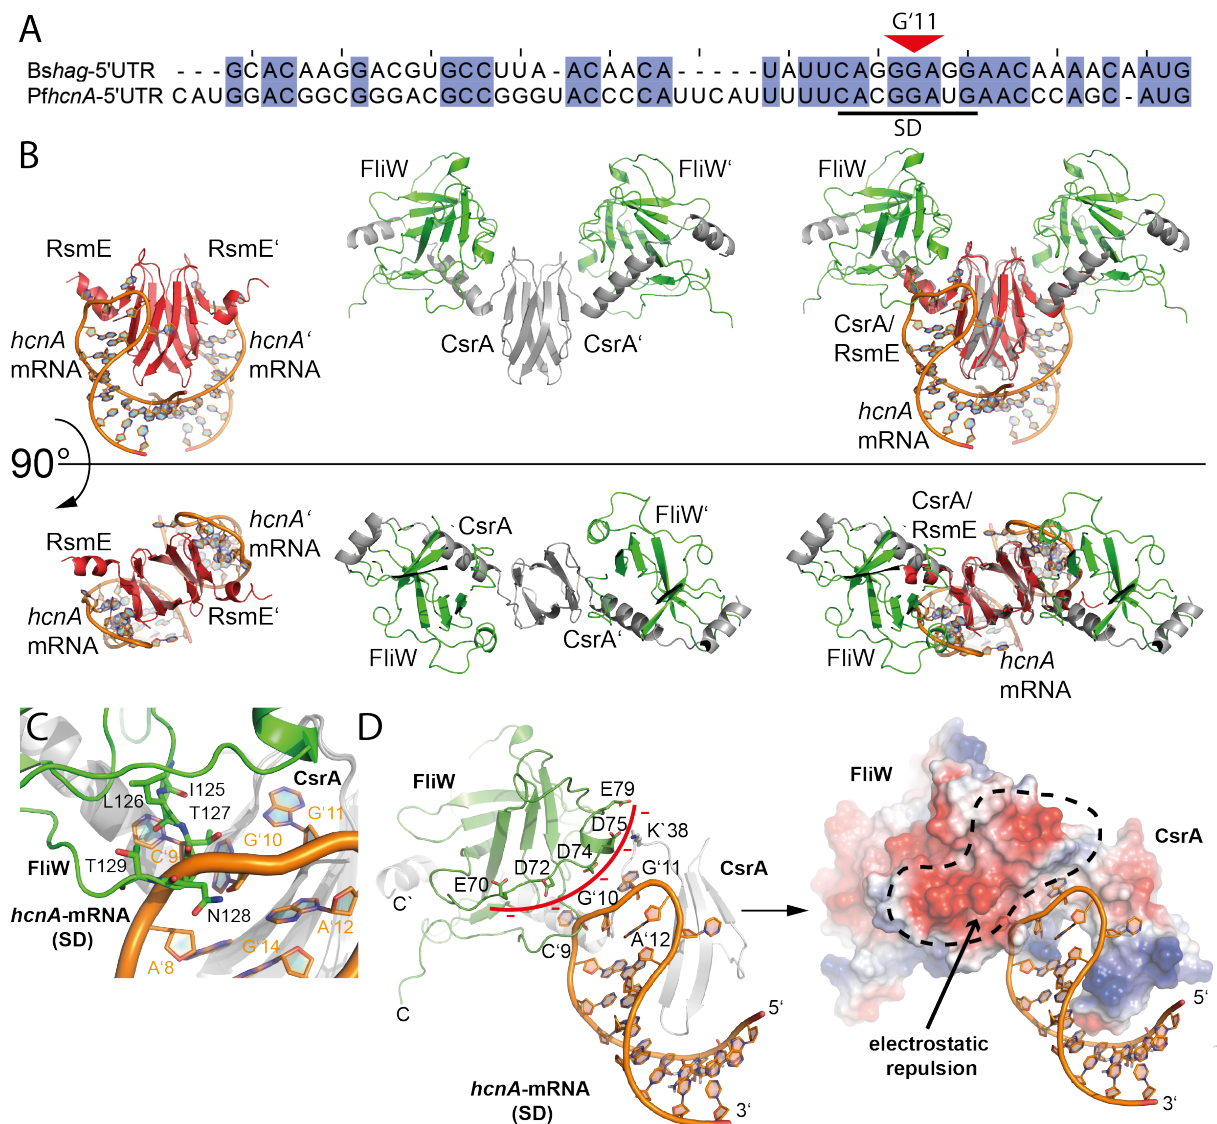 A
G'11
Bshag-5'UTR - - - GCACAAGGACGUGCCUUA - ACAACA - - - - - UAUUCAGGGAGGAACAAAACAAUG
PfhcnA-5'UTR CAUGGACGGCGGGACGCCGGGUACCCCAUUCAUUUUUCACGGAUGAACCCAGC - AUG
SD
B
RsmE
RsmE'
hcnA
mRNA
hcnA'
mRNA
FliW
FliW'
CsrA
CsrA'
FliW
CsrA/
RsmE
hcnA
mRNA
90°
RsmE
hcnA'
mRNA
hcnA
mRNA
RsmE'
CsrA
FliW'
FliW
CsrA'
CsrA/
RsmE
FliW
hcnA
mRNA
C
CsrA
I125
L126
T127
G'11
G'10
C'9
FliW
T129
N128
hcnA-mRNA
(SD)
A'12
G'14
A'8
D
FliW
E79
D75
K`38
D74
D72
E70
G'11
CsrA
G'10
C`
A'12
C'9
C
5'
hcnA-mRNA
(SD)
3'
FliW
CsrA
electrostatic
repulsion
5'
3'